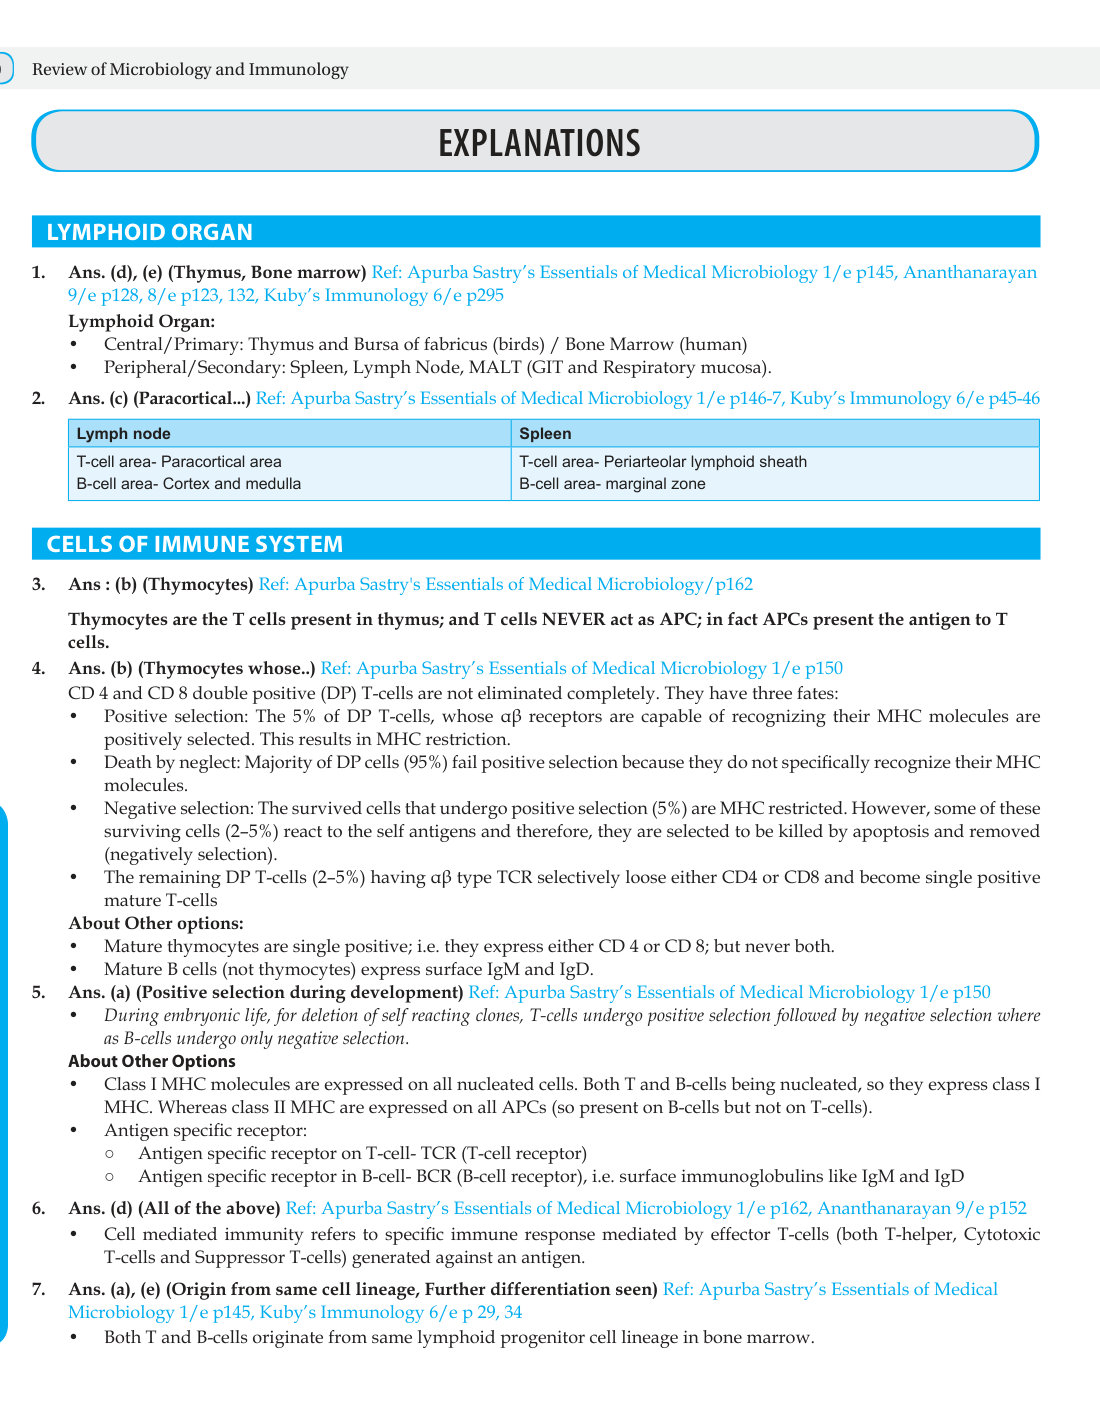 Review of Microbiology and Immunology
EXPLANATIONS
LYMPHOID ORGAN
1. Ans. (d), (e) (Thymus, Bone marrow) Ref: Apurba Sastry’s Essentials of Medical Microbiology 1/e p145, Ananthanarayan
9/e p128, 8/e p123, 132, Kuby’s Immunology 6/e p295
Lymphoid Organ:
• Central/Primary: Thymus and Bursa of fabricus (birds) / Bone Marrow (human)
• Peripheral/Secondary: Spleen, Lymph Node, MALT (GIT and Respiratory mucosa).
2. Ans. (c) (Paracortical...) Ref: Apurba Sastry’s Essentials of Medical Microbiology 1/e p146-7, Kuby’s Immunology 6/e p45-46
Lymph node Spleen
T-cell area- Paracortical area T-cell area- Periarteolar lymphoid sheath
B-cell area- Cortex and medulla B-cell area- marginal zone
CELLS OF IMMUNE SYSTEM
3. Ans : (b) (Thymocytes) Ref: Apurba Sastry's Essentials of Medical Microbiology/p162
Thymocytes are the T cells present in thymus; and T cells NEVER act as APC; in fact APCs present the antigen to T
cells.
4. Ans. (b) (Thymocytes whose..) Ref: Apurba Sastry’s Essentials of Medical Microbiology 1/e p150
CD 4 and CD 8 double positive (DP) T-cells are not eliminated completely. They have three fates:
• Positive selection: The 5% of DP T-cells, whose αβ receptors are capable of recognizing their MHC molecules are
positively selected. This results in MHC restriction.
• Death by neglect: Majority of DP cells (95%) fail positive selection because they do not specifically recognize their MHC
molecules.
• Negative selection: The survived cells that undergo positive selection (5%) are MHC restricted. However, some of these
surviving cells (2–5%) react to the self antigens and therefore, they are selected to be killed by apoptosis and removed
(negatively selection).
• The remaining DP T-cells (2–5%) having αβ type TCR selectively loose either CD4 or CD8 and become single positive
mature T-cells
About Other options:
• Mature thymocytes are single positive; i.e. they express either CD 4 or CD 8; but never both.
• Mature B cells (not thymocytes) express surface IgM and IgD.
5. Ans. (a) (Positive selection during development) Ref: Apurba Sastry’s Essentials of Medical Microbiology 1/e p150
• During embryonic life, for deletion of self reacting clones, T-cells undergo positive selection followed by negative selection where
as B-cells undergo only negative selection.
About Other Options
• Class I MHC molecules are expressed on all nucleated cells. Both T and B-cells being nucleated, so they express class I
MHC. Whereas class II MHC are expressed on all APCs (so present on B-cells but not on T-cells).
• Antigen specific receptor:
○ Antigen specific receptor on T-cell- TCR (T-cell receptor)
○ Antigen specific receptor in B-cell- BCR (B-cell receptor), i.e. surface immunoglobulins like IgM and IgD
6. Ans. (d) (All of the above) Ref: Apurba Sastry’s Essentials of Medical Microbiology 1/e p162, Ananthanarayan 9/e p152
• Cell mediated immunity refers to specific immune response mediated by effector T-cells (both T-helper, Cytotoxic
T-cells and Suppressor T-cells) generated against an antigen.
7. Ans. (a), (e) (Origin from same cell lineage, Further differentiation seen) Ref: Apurba Sastry’s Essentials of Medical
Microbiology 1/e p145, Kuby’s Immunology 6/e p 29, 34
• Both T and B-cells originate from same lymphoid progenitor cell lineage in bone marrow.